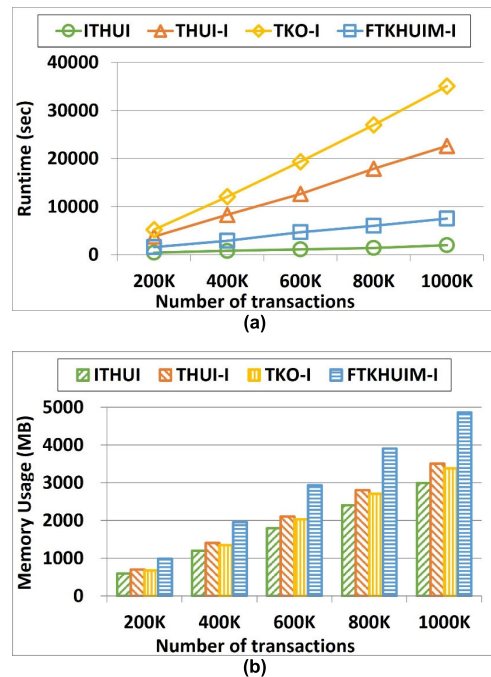 ITHUI THUI-I TKO-I FTKHUIM-I
Runtime (sec)
40000
30000
20000
10000
0
200K 400K 600K 800K 1000K
Number of transactions
(a)
ITHUI THUI-I TKO-I FTKHUIM-I
Memory Usage (MB)
5000
4000
3000
2000
1000
0
200K 400K 600K 800K 1000K
Number of transactions
(b)